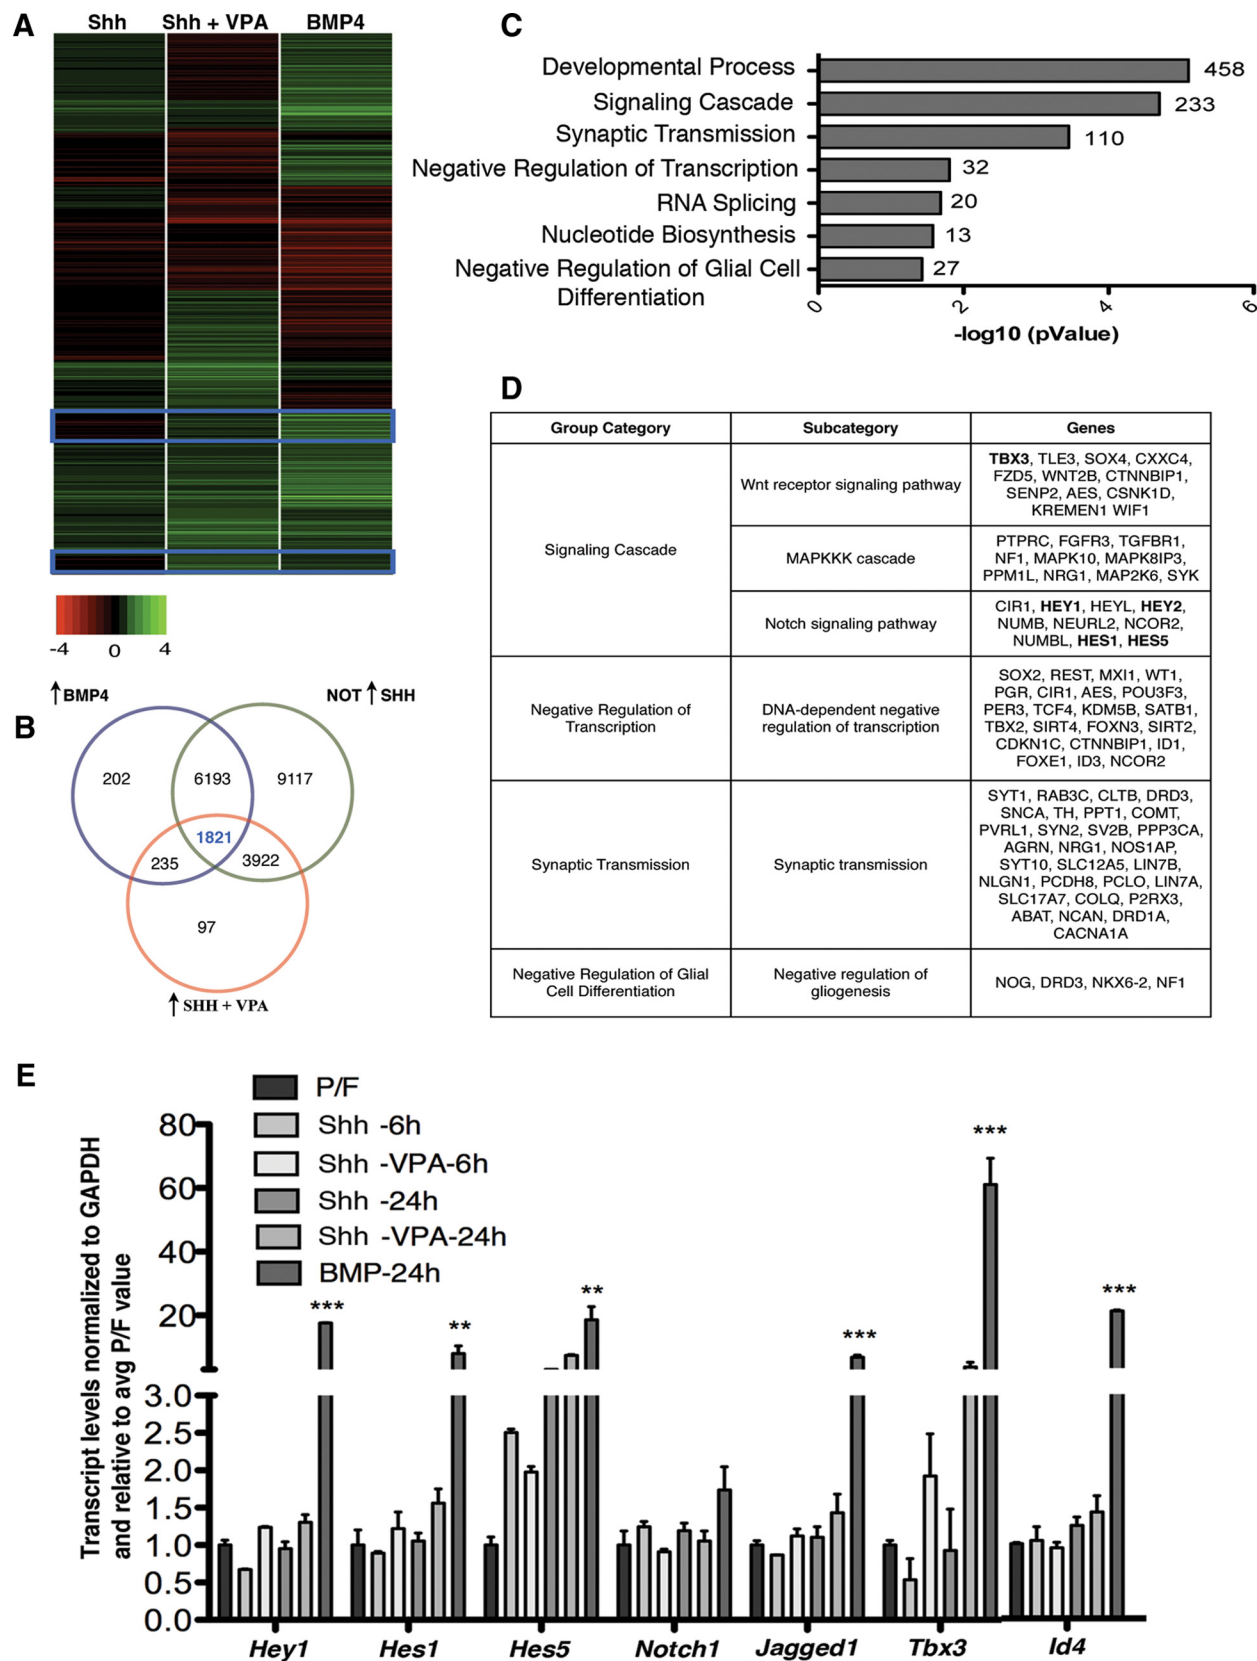 A
Shh
Shh + VPA
BMP4
-4
0
4
B
↑BMP4
NOT ↑SHH
202
6193
9117
1821
235
3922
97
↑ SHH + VPA
C
Developmental Process
458
Signaling Cascade
233
Synaptic Transmission
110
Negative Regulation of Transcription
32
RNA Splicing
20
Nucleotide Biosynthesis
13
Negative Regulation of Glial Cell
Differentiation
27
0
2
4
6
-log10 (pValue)
D
Group Category
Subcategory
Genes
Signaling Cascade
Wnt receptor signaling pathway
TBX3, TLE3, SOX4, CXXC4,
FZD5, WNT2B, CTNNBIP1,
SENP2, AES, CSNK1D,
KREMEN1 WIF1
MAPKKK cascade
PTPRC, FGFR3, TGFBR1,
NF1, MAPK10, MAPK8IP3,
PPM1L, NRG1, MAP2K6, SYK
Notch signaling pathway
CIR1, HEY1, HEYL, HEY2,
NUMB, NEURL2, NCOR2,
NUMBL, HES1, HES5
Negative Regulation of
Transcription
DNA-dependent negative
regulation of transcription
SOX2, REST, MXI1, WT1,
PGR, CIR1, AES, POU3F3,
PER3, TCF4, KDM5B, SATB1,
TBX2, SIRT4, FOXN3, SIRT2,
CDKN1C, CTNNBIP1, ID1,
FOXE1, ID3, NCOR2
Synaptic Transmission
Synaptic transmission
SYT1, RAB3C, CLTB, DRD3,
SNCA, TH, PPT1, COMT,
PVRL1, SYN2, SV2B, PPP3CA,
AGRN, NRG1, NOS1AP,
SYT10, SLC12A5, LIN7B,
NLGN1, PCDH8, PCLO, LIN7A,
SLC17A7, COLQ, P2RX3,
ABAT, NCAN, DRD1A,
CACNA1A
Negative Regulation of Glial
Cell Differentiation
Negative regulation of
gliogenesis
NOG, DRD3, NKX6-2, NF1
E
P/F
Shh -6h
Shh -VPA-6h
Shh -24h
Shh -VPA-24h
BMP-24h
Transcript levels normalized to GAPDH
and relative to avg P/F value
80
60
40
20
3.0
2.5
2.0
1.5
1.0
0.5
0.0
***
**
**
***
***
***
Hey1
Hes1
Hes5
Notch1
Jagged1
Tbx3
Id4